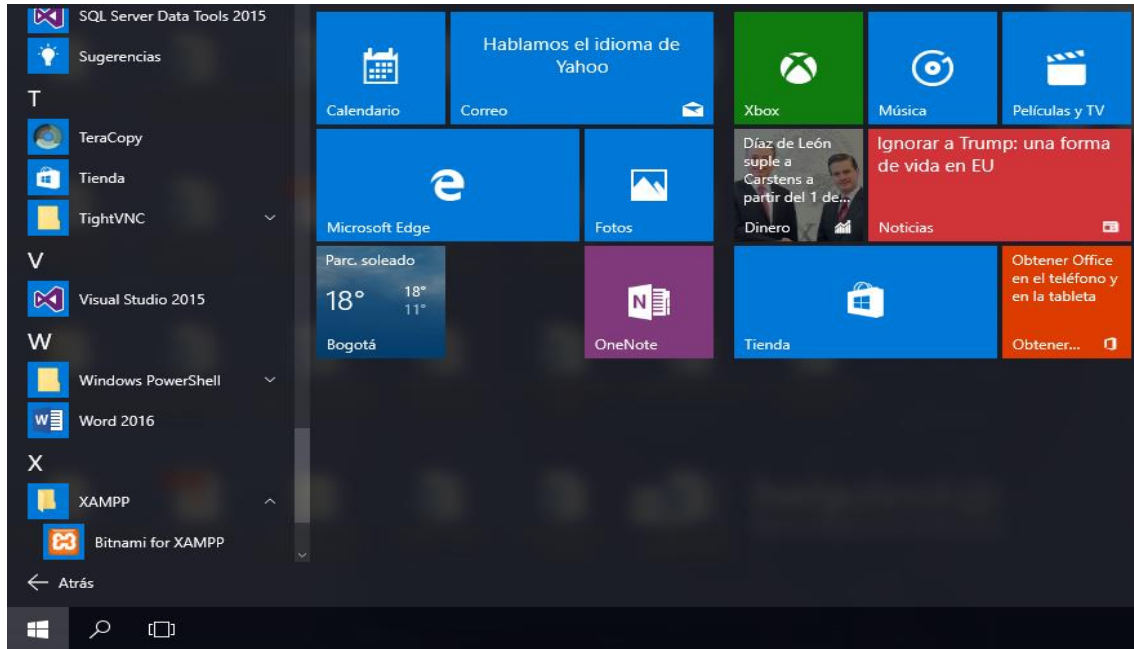 SQL Server Data Tools 2015
Sugerencias
T
TeraCopy
Tienda
TightVNC
V
Visual Studio 2015
W
Windows PowerShell
Word 2016
X
XAMPP
Bitnami for XAMPP
Atrás
Calendario
Hablamos el idioma de
Yahoo
Correo
Microsoft Edge
Fotos
Parc. soleado
18° 18°
11°
Bogotá
OneNote
Xbox
Música
Películas y TV
Díaz de León
suple a
Carstens a
partir del 1 de...
Dinero
Ignorar a Trump: una forma
de vida en EU
Noticias
Tienda
Obtener Office
en el teléfono y
en la tableta
Obtener...